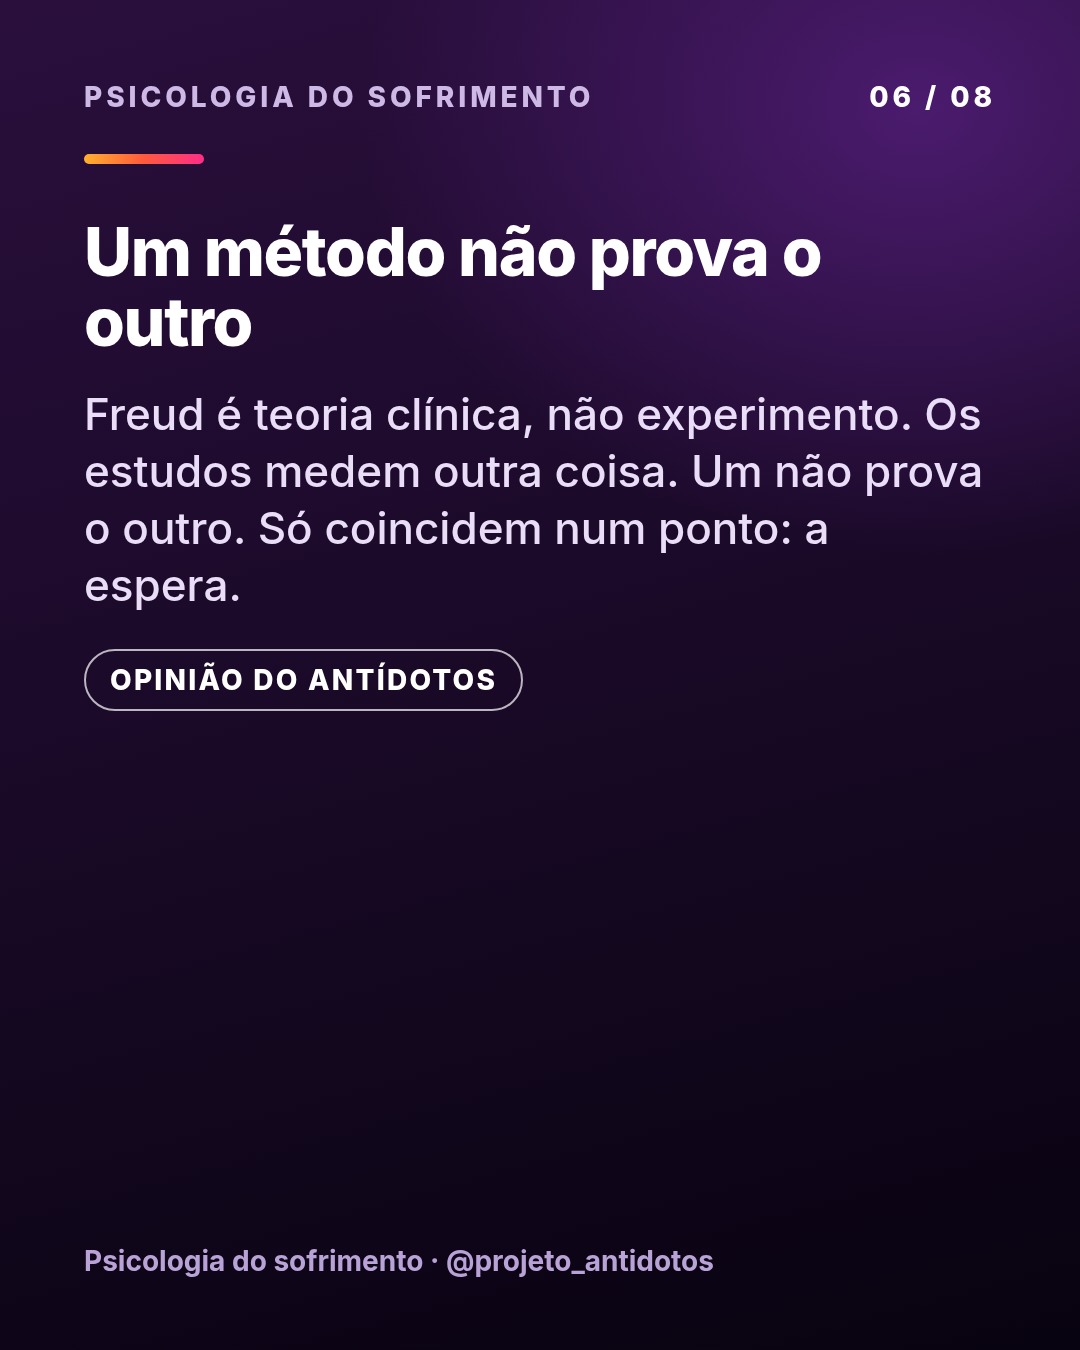 PSICOLOGIA DO SOFRIMENTO
06 / 08
Um método não prova o
outro
Freud é teoria clínica, não experimento. Os
estudos medem outra coisa. Um não prova
o outro. Só coincidem num ponto: a
espera.
OPINIÃO DO ANTÍDOTOS
Psicologia do sofrimento · @projeto_antidotos